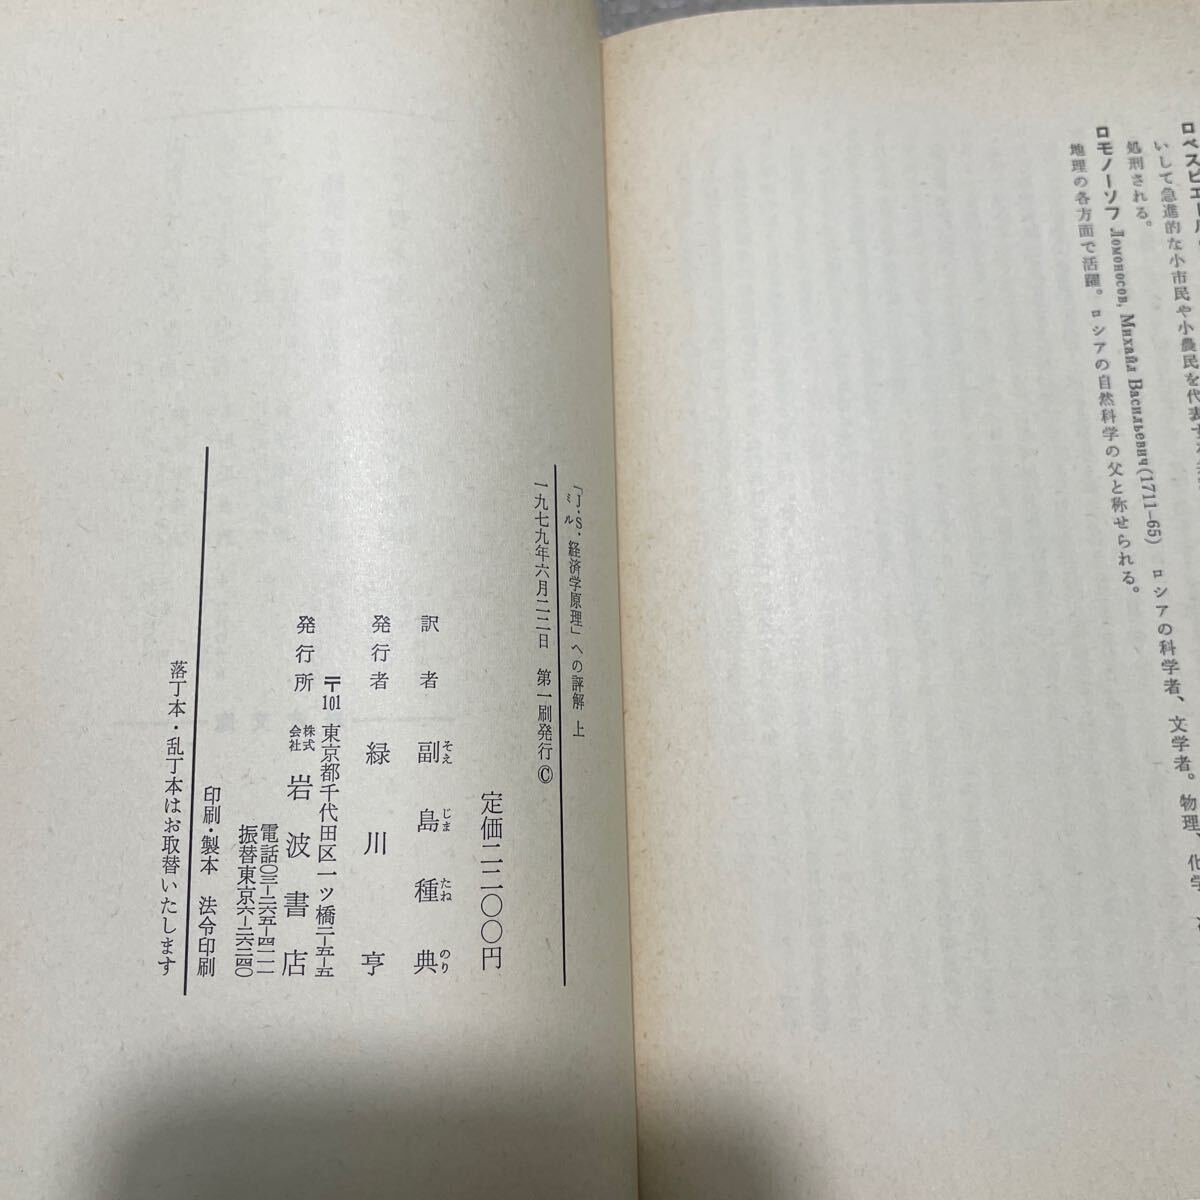 ロベスピエール
いして急進的な小市民や小農民を代表す
処刑される。
ロモノーソフ Ломоносов, Михайл Васильевич(1711–65) ロシアの科学者、文学者。物理、化学、
地理の各方面で活躍。ロシアの自然科学の父と称せられる。
「J・S・ミル経済学原理」への評解 上
一九七九年六月二二日 第一刷発行©
定価二二〇〇円
訳者 副島種典
そえ じま たね のり
発行者 緑川亨
〒101 東京都千代田区一ツ橋二-五-五
発行所 株式会社 岩波書店
電話〇三-二六五-四一一一
振替東京六-二六二四〇
印刷・製本 法令印刷
落丁本・乱丁本はお取替いたします